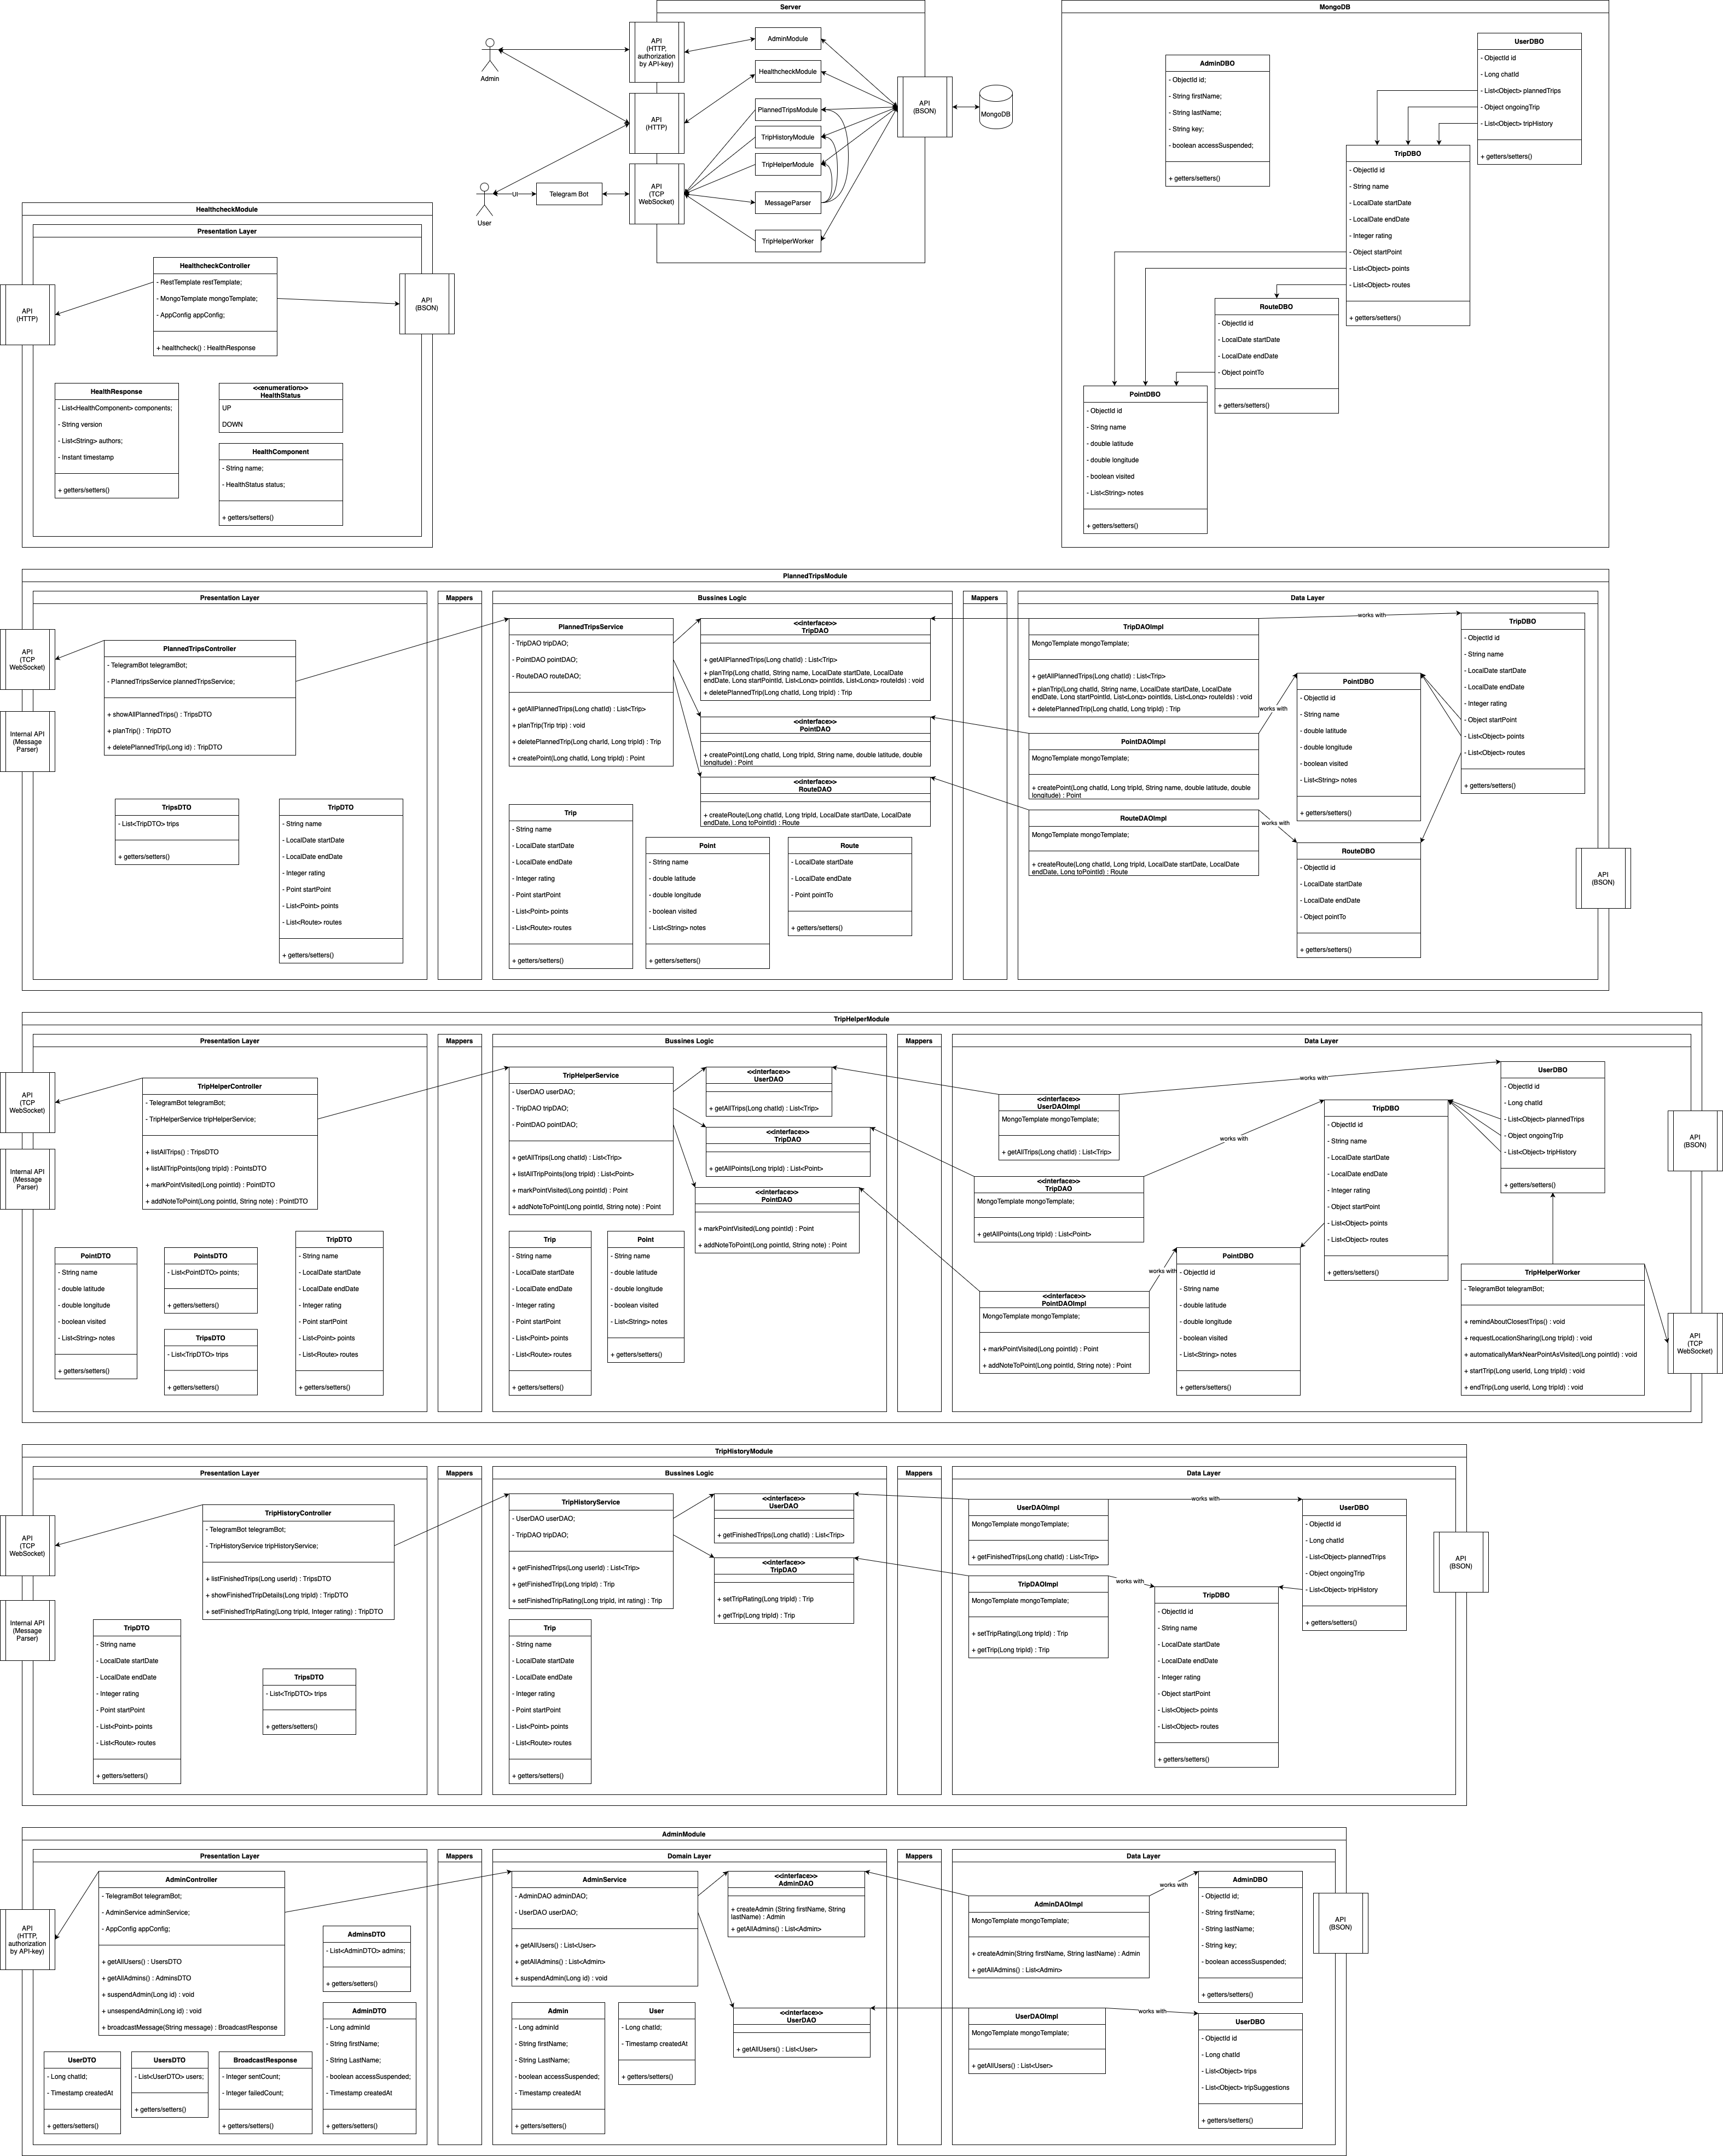 Server
Admin
User
UI
Telegram Bot
API
(HTTP,
authorization
by API-key)
API
(HTTP)
API
(TCP
WebSocket)
AdminModule
HealthcheckModule
PlannedTripsModule
TripHistoryModule
TripHelperModule
MessageParser
TripHelperWorker
API
(BSON)
MongoDB
MongoDB
AdminDBO
- ObjectId id;
- String firstName;
- String lastName;
- String key;
- boolean accessSuspended;
+ getters/setters()
UserDBO
- ObjectId id
- Long chatId
- List<Object> plannedTrips
- Object ongoingTrip
- List<Object> tripHistory
+ getters/setters()
TripDBO
- ObjectId id
- String name
- LocalDate startDate
- LocalDate endDate
- Integer rating
- Object startPoint
- List<Object> points
- List<Object> routes
+ getters/setters()
RouteDBO
- ObjectId id
- LocalDate startDate
- LocalDate endDate
- Object pointTo
+ getters/setters()
PointDBO
- ObjectId id
- String name
- double latitude
- double longitude
- boolean visited
- List<String> notes
+ getters/setters()
HealthcheckModule
Presentation Layer
API
(HTTP)
HealthcheckController
- RestTemplate restTemplate;
- MongoTemplate mongoTemplate;
- AppConfig appConfig;
+ healthcheck() : HealthResponse
API
(BSON)
HealthResponse
- List<HealthComponent> components;
- String version
- List<String> authors;
- Instant timestamp
+ getters/setters()
<<enumeration>>
HealthStatus
UP
DOWN
HealthComponent
- String name;
- HealthStatus status;
+ getters/setters()
PlannedTripsModule
Presentation Layer
API
(TCP
WebSocket)
Internal API
(Message
Parser)
PlannedTripsController
- TelegramBot telegramBot;
- PlannedTripsService plannedTripsService;
+ showAllPlannedTrips() : TripsDTO
+ planTrip() : TripDTO
+ deletePlannedTrip(Long id) : TripDTO
TripsDTO
- List<TripDTO> trips
+ getters/setters()
TripDTO
- String name
- LocalDate startDate
- LocalDate endDate
- Integer rating
- Point startPoint
- List<Point> points
- List<Route> routes
+ getters/setters()
Mappers
Bussines Logic
PlannedTripsService
- TripDAO tripDAO;
- PointDAO pointDAO;
- RouteDAO routeDAO;
+ getAllPlannedTrips(Long chatId) : List<Trip>
+ planTrip(Trip trip) : void
+ deletePlannedTrip(Long charId, Long tripId) : Trip
+ createPoint(Long chatId, Long tripId) : Point
<<interface>>
TripDAO
+ getAllPlannedTrips(Long chatId) : List<Trip>
+ planTrip(Long chatId, String name, LocalDate startDate, LocalDate
endDate, Long startPointId, List<Long> pointIds, List<Long> routeIds) : void
+ deletePlannedTrip(Long chatId, Long tripId) : Trip
<<interface>>
PointDAO
+ createPoint(Long chatId, Long tripId, String name, double latitude, double
longitude) : Point
<<interface>>
RouteDAO
+ createRoute(Long chatId, Long tripId, LocalDate startDate, LocalDate
endDate, Long toPointId) : Route
Trip
- String name
- LocalDate startDate
- LocalDate endDate
- Integer rating
- Point startPoint
- List<Point> points
- List<Route> routes
+ getters/setters()
Point
- String name
- double latitude
- double longitude
- boolean visited
- List<String> notes
+ getters/setters()
Route
- LocalDate startDate
- LocalDate endDate
- Point pointTo
+ getters/setters()
Mappers
Data Layer
TripDAOImpl
MongoTemplate mongoTemplate;
+ getAllPlannedTrips(Long chatId) : List<Trip>
+ planTrip(Long chatId, String name, LocalDate startDate, LocalDate
endDate, Long startPointId, List<Long> pointIds, List<Long> routeIds) : void
+ deletePlannedTrip(Long chatId, Long tripId) : Trip
PointDAOImpl
MognoTemplate mongoTemplate;
+ createPoint(Long chatId, Long tripId, String name, double latitude, double
longitude) : Point
RouteDAOImpl
MongoTemplate mongoTemplate;
+ createRoute(Long chatId, Long tripId, LocalDate startDate, LocalDate
endDate, Long toPointId) : Route
works with
works with
works with
PointDBO
- ObjectId id
- String name
- double latitude
- double longitude
- boolean visited
- List<String> notes
+ getters/setters()
RouteDBO
- ObjectId id
- LocalDate startDate
- LocalDate endDate
- Object pointTo
+ getters/setters()
TripDBO
- ObjectId id
- String name
- LocalDate startDate
- LocalDate endDate
- Integer rating
- Object startPoint
- List<Object> points
- List<Object> routes
+ getters/setters()
API
(BSON)
TripHelperModule
Presentation Layer
API
(TCP
WebSocket)
Internal API
(Message
Parser)
TripHelperController
- TelegramBot telegramBot;
- TripHelperService tripHelperService;
+ listAllTrips() : TripsDTO
+ listAllTripPoints(long tripId) : PointsDTO
+ markPointVisited(Long pointId) : PointDTO
+ addNoteToPoint(Long pointId, String note) : PointDTO
PointDTO
- String name
- double latitude
- double longitude
- boolean visited
- List<String> notes
+ getters/setters()
PointsDTO
- List<PointDTO> points;
+ getters/setters()
TripsDTO
- List<TripDTO> trips
+ getters/setters()
TripDTO
- String name
- LocalDate startDate
- LocalDate endDate
- Integer rating
- Point startPoint
- List<Point> points
- List<Route> routes
+ getters/setters()
Mappers
Bussines Logic
TripHelperService
- UserDAO userDAO;
- TripDAO tripDAO;
- PointDAO pointDAO;
+ getAllTrips(Long chatId) : List<Trip>
+ listAllTripPoints(long tripId) : List<Point>
+ markPointVisited(Long pointId) : Point
+ addNoteToPoint(Long pointId, String note) : Point
<<interface>>
UserDAO
+ getAllTrips(Long chatId) : List<Trip>
<<interface>>
TripDAO
+ getAllPoints(Long tripId) : List<Point>
<<interface>>
PointDAO
+ markPointVisited(Long pointId) : Point
+ addNoteToPoint(Long pointId, String note) : Point
Trip
- String name
- LocalDate startDate
- LocalDate endDate
- Integer rating
- Point startPoint
- List<Point> points
- List<Route> routes
+ getters/setters()
Point
- String name
- double latitude
- double longitude
- boolean visited
- List<String> notes
+ getters/setters()
Mappers
Data Layer
<<interface>>
UserDAOImpl
MongoTemplate mongoTemplate;
+ getAllTrips(Long chatId) : List<Trip>
<<interface>>
TripDAO
MongoTemplate mongoTemplate;
+ getAllPoints(Long tripId) : List<Point>
<<interface>>
PointDAOImpl
MongoTemplate mongoTemplate;
+ markPointVisited(Long pointId) : Point
+ addNoteToPoint(Long pointId, String note) : Point
works with
works with
works with
PointDBO
- ObjectId id
- String name
- double latitude
- double longitude
- boolean visited
- List<String> notes
+ getters/setters()
TripDBO
- ObjectId id
- String name
- LocalDate startDate
- LocalDate endDate
- Integer rating
- Object startPoint
- List<Object> points
- List<Object> routes
+ getters/setters()
UserDBO
- ObjectId id
- Long chatId
- List<Object> plannedTrips
- Object ongoingTrip
- List<Object> tripHistory
+ getters/setters()
TripHelperWorker
- TelegramBot telegramBot;
+ remindAboutClosestTrips() : void
+ requestLocationSharing(Long tripId) : void
+ automaticallyMarkNearPointAsVisited(Long pointId) : void
+ startTrip(Long userId, Long tripId) : void
+ endTrip(Long userId, Long tripId) : void
API
(BSON)
API
(TCP
WebSocket)
TripHistoryModule
Presentation Layer
API
(TCP
WebSocket)
Internal API
(Message
Parser)
TripHistoryController
- TelegramBot telegramBot;
- TripHistoryService tripHistoryService;
+ listFinishedTrips(Long userId) : TripsDTO
+ showFinishedTripDetails(Long tripId) : TripDTO
+ setFinishedTripRating(Long tripId, Integer rating) : TripDTO
TripDTO
- String name
- LocalDate startDate
- LocalDate endDate
- Integer rating
- Point startPoint
- List<Point> points
- List<Route> routes
+ getters/setters()
TripsDTO
- List<TripDTO> trips
+ getters/setters()
Mappers
Bussines Logic
TripHistoryService
- UserDAO userDAO;
- TripDAO tripDAO;
+ getFinishedTrips(Long userId) : List<Trip>
+ getFinishedTrip(Long tripId) : Trip
+ setFinishedTripRating(Long tripId, int rating) : Trip
<<interface>>
UserDAO
+ getFinishedTrips(Long chatId) : List<Trip>
<<interface>>
TripDAO
+ setTripRating(Long tripId) : Trip
+ getTrip(Long tripId) : Trip
Trip
- String name
- LocalDate startDate
- LocalDate endDate
- Integer rating
- Point startPoint
- List<Point> points
- List<Route> routes
+ getters/setters()
Mappers
Data Layer
UserDAOImpl
MongoTemplate mongoTemplate;
+ getFinishedTrips(Long chatId) : List<Trip>
TripDAOImpl
MongoTemplate mongoTemplate;
+ setTripRating(Long tripId) : Trip
+ getTrip(Long tripId) : Trip
works with
works with
TripDBO
- ObjectId id
- String name
- LocalDate startDate
- LocalDate endDate
- Integer rating
- Object startPoint
- List<Object> points
- List<Object> routes
+ getters/setters()
UserDBO
- ObjectId id
- Long chatId
- List<Object> plannedTrips
- Object ongoingTrip
- List<Object> tripHistory
+ getters/setters()
API
(BSON)
AdminModule
Presentation Layer
API
(HTTP,
authorization
by API-key)
AdminController
- TelegramBot telegramBot;
- AdminService adminService;
- AppConfig appConfig;
+ getAllUsers() : UsersDTO
+ getAllAdmins() : AdminsDTO
+ suspendAdmin(Long id) : void
+ unsespendAdmin(Long id) : void
+ broadcastMessage(String message) : BroadcastResponse
AdminsDTO
- List<AdminDTO> admins;
+ getters/setters()
AdminDTO
- Long adminId
- String firstName;
- String LastName;
- boolean accessSuspended;
- Timestamp createdAt
+ getters/setters()
UserDTO
- Long chatId;
- Timestamp createdAt
+ getters/setters()
UsersDTO
- List<UserDTO> users;
+ getters/setters()
BroadcastResponse
- Integer sentCount;
- Integer failedCount;
+ getters/setters()
Mappers
Domain Layer
AdminService
- AdminDAO adminDAO;
- UserDAO userDAO;
+ getAllUsers() : List<User>
+ getAllAdmins() : List<Admin>
+ suspendAdmin(Long id) : void
<<interface>>
AdminDAO
+ createAdmin (String firstName, String
lastName) : Admin
+ getAllAdmins() : List<Admin>
<<interface>>
UserDAO
+ getAllUsers() : List<User>
Admin
- Long adminId
- String firstName;
- String LastName;
- boolean accessSuspended;
- Timestamp createdAt
+ getters/setters()
User
- Long chatId;
- Timestamp createdAt
+ getters/setters()
Mappers
Data Layer
AdminDAOImpl
MongoTemplate mongoTemplate;
+ createAdmin(String firstName, String lastName) : Admin
+ getAllAdmins() : List<Admin>
UserDAOImpl
MongoTemplate mongoTemplate;
+ getAllUsers() : List<User>
works with
works with
AdminDBO
- ObjectId id;
- String firstName;
- String lastName;
- String key;
- boolean accessSuspended;
+ getters/setters()
UserDBO
- ObjectId id
- Long chatId
- List<Object> trips
- List<Object> tripSuggestions
+ getters/setters()
API
(BSON)